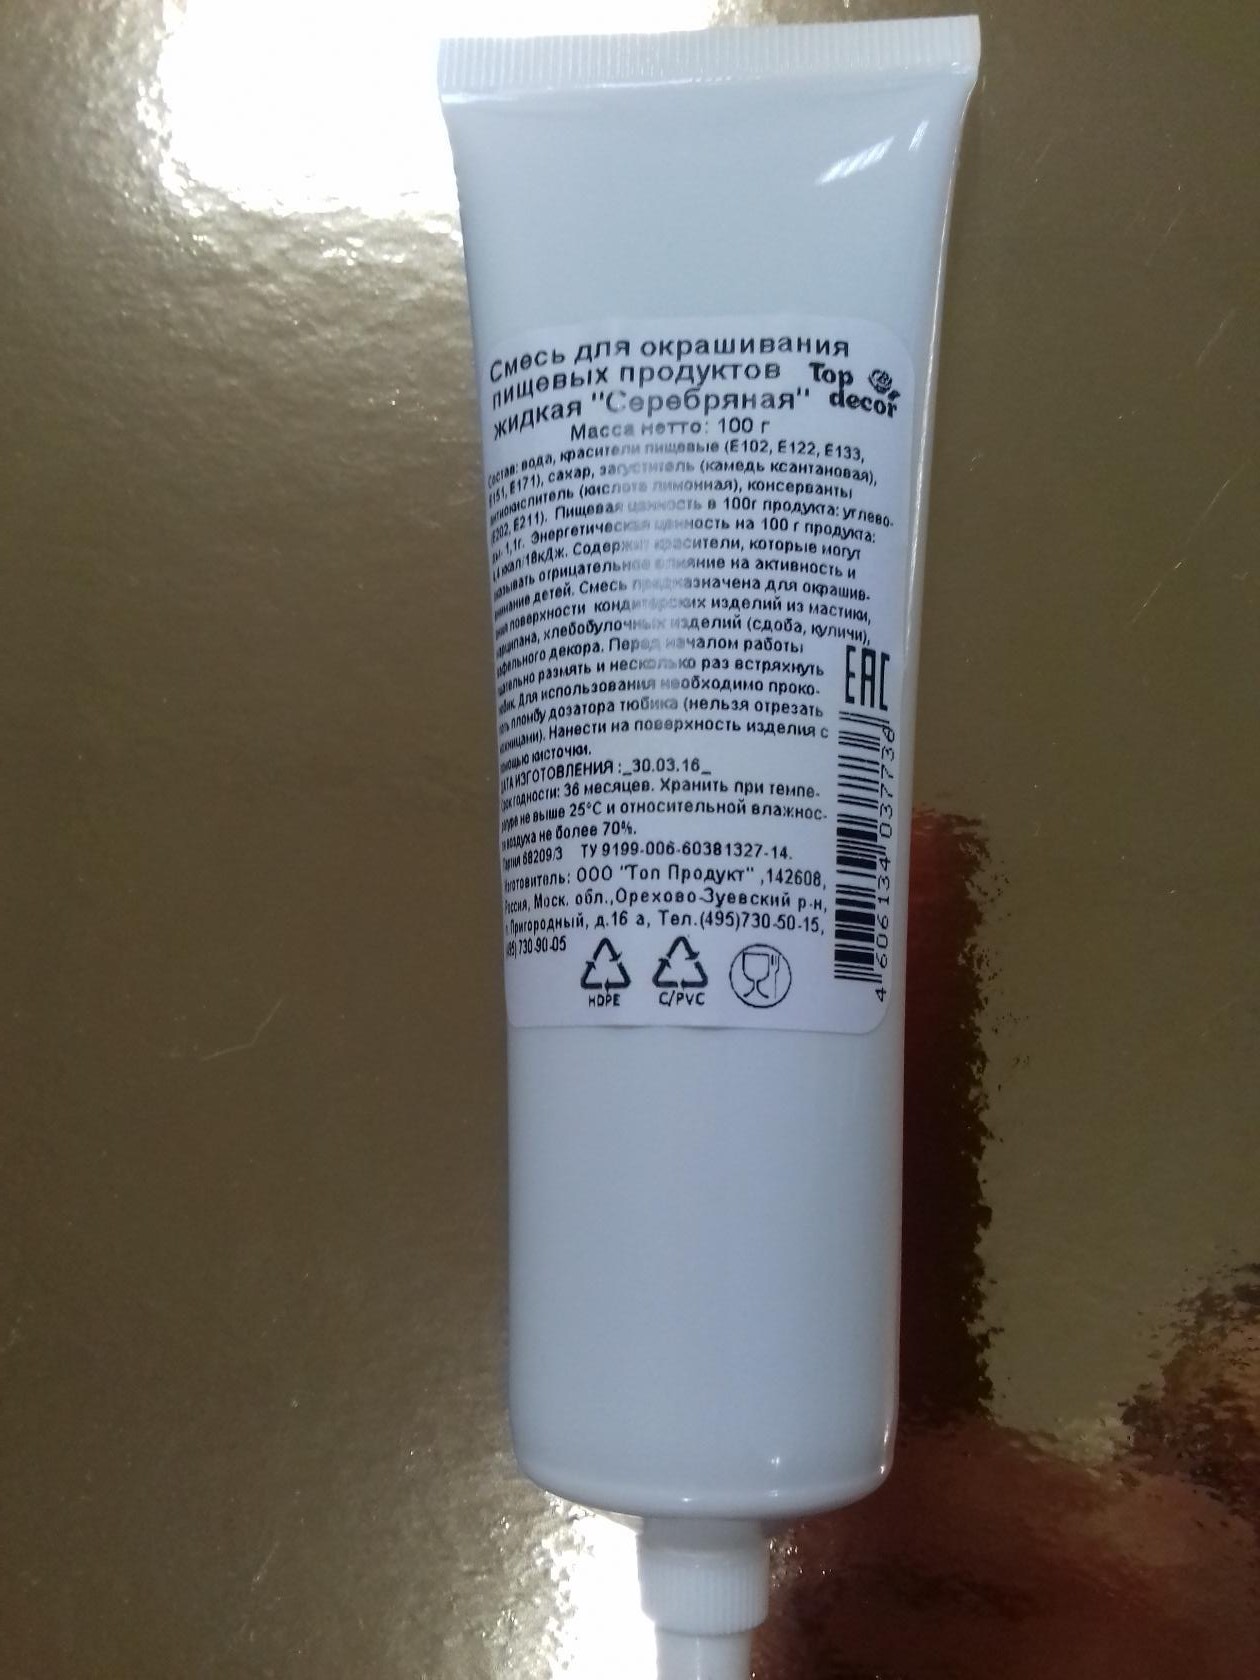 Смесь для окрашивания
пищевых продуктов
жидкая "Серебряная"
Top
decor
Масса нетто: 100 г
Состав: вода, красители пищевые (Е102, Е122, Е133,
Е151, Е171), сахар, загуститель (камедь ксантановая),
антиокислитель (кислота лимонная), консерванты
(Е202, Е211). Пищевая ценность в 100г продукта: углево-
ды- 1,1г. Энергетическая ценность на 100 г продукта:
4,4 ккал/18кДж. Содержит красители, которые могут
оказывать отрицательное влияние на активность и
внимание детей. Смесь предназначена для окрашив-
ания поверхности кондитерских изделий из мастики,
марципана, хлебобулочных изделий (сдоба, куличи),
вафельного декора. Перед началом работы
тщательно размять и несколько раз встряхнуть
тюбик. Для использования необходимо проко-
лоть пломбу дозатора тюбика (нельзя отрезать
ножницами). Нанести на поверхность изделия с
помощью кисточки.
ДАТА ИЗГОТОВЛЕНИЯ :_30.03.16_
Срок годности: 36 месяцев. Хранить при темпе-
ратуре не выше 25°С и относительной влажнос-
ти воздуха не более 70%.
Партия 68209/3 ТУ 9199-006-60381327-14.
Изготовитель: ООО "Топ Продукт" ,142608,
Россия, Моск. обл.,Орехово-Зуевский р-н,
п.Пригородный, д.16 а, Тел.(495)730-50-15,
(495) 730-90-05
EAC
4 606134 037736
HDPE
C/PVC